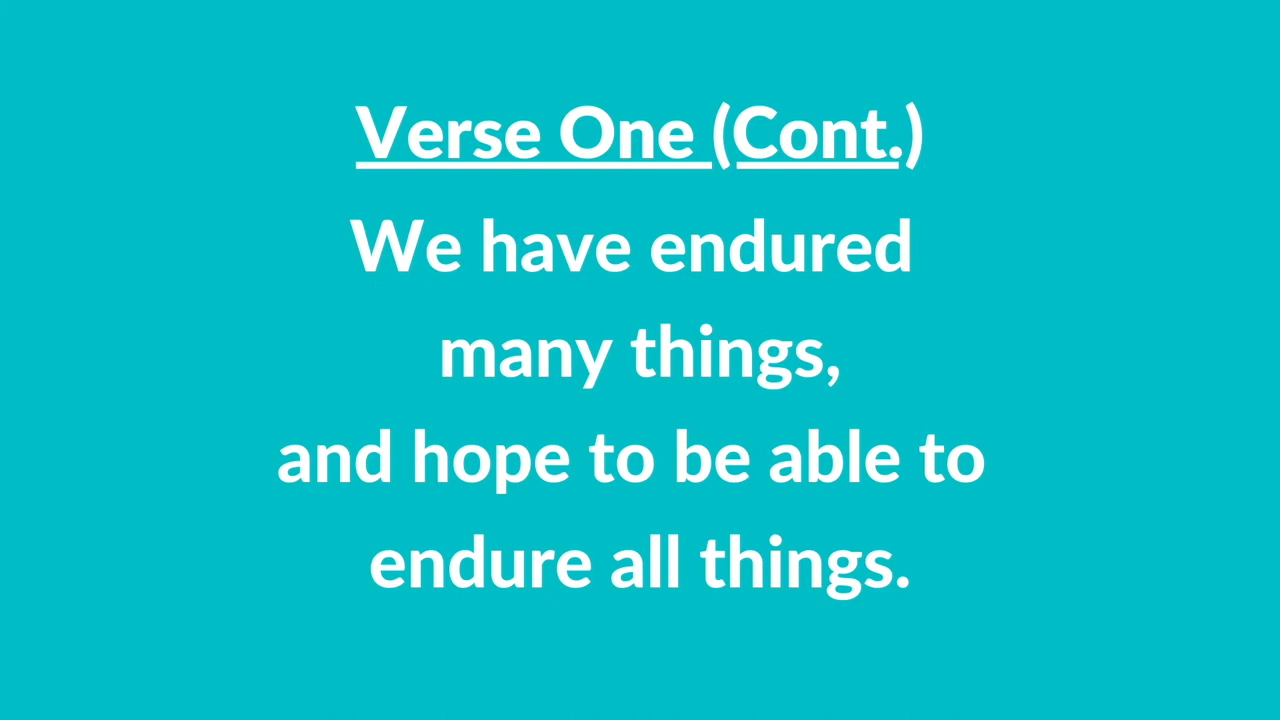 Verse One (Cont.)
We have endured
many things,
and hope to be able to
endure all things.